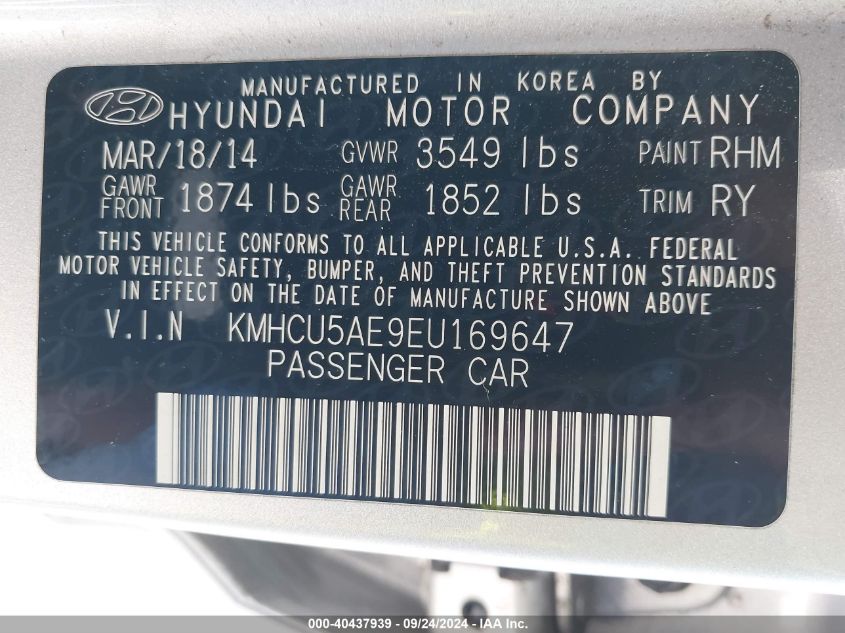 MANUFACTURED IN KOREA BY
HYUNDAI MOTOR COMPANY
MAR/18/14 GVWR 3549 lbs PAINT RHM
GAWR FRONT 1874 lbs GAWR REAR 1852 lbs TRIM RY
THIS VEHICLE CONFORMS TO ALL APPLICABLE U.S.A. FEDERAL
MOTOR VEHICLE SAFETY, BUMPER, AND THEFT PREVENTION STANDARDS
IN EFFECT ON THE DATE OF MANUFACTURE SHOWN ABOVE
V.I.N KMHCU5AE9EU169647
PASSENGER CAR
000-40437939 - 09/24/2024 - IAA Inc.